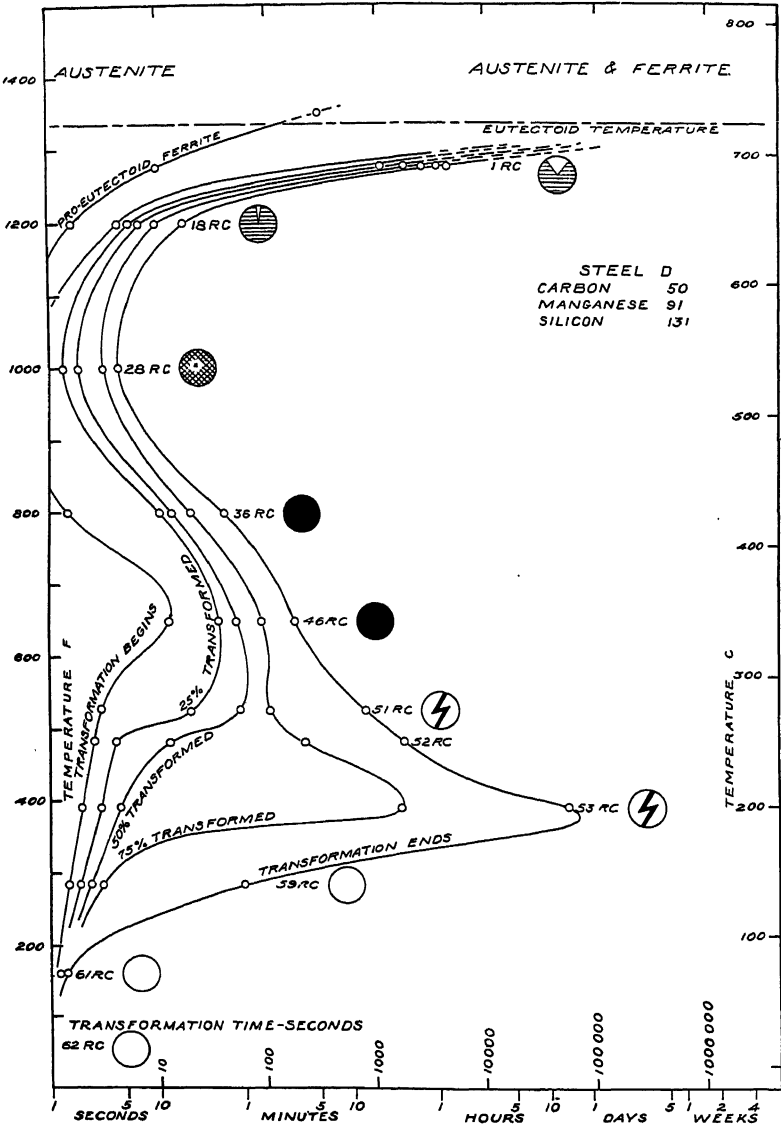 800
1400
AUSTENITE
AUSTENITE & FERRITE
EUTECTOID TEMPERATURE
PRO-EUTECTOID FERRITE
700
1 RC
1200
18 RC
STEEL D
CARBON 50
MANGANESE 91
SILICON 131
600
1000
28 RC
500
800
36 RC
400
25% TRANSFORMED
TRANSFORMATION BEGINS
46 RC
600
TEMPERATURE F
300
TEMPERATURE C
51 RC
52 RC
50% TRANSFORMED
400
53 RC
200
75% TRANSFORMED
TRANSFORMATION ENDS
59 RC
200
100
61 RC
TRANSFORMATION TIME-SECONDS
62 RC
10 100 1000 10000 100000 1000000
1 5 10 1 5 10 1 5 10 1 5 1 2 4
SECONDS MINUTES HOURS DAYS WEEKS